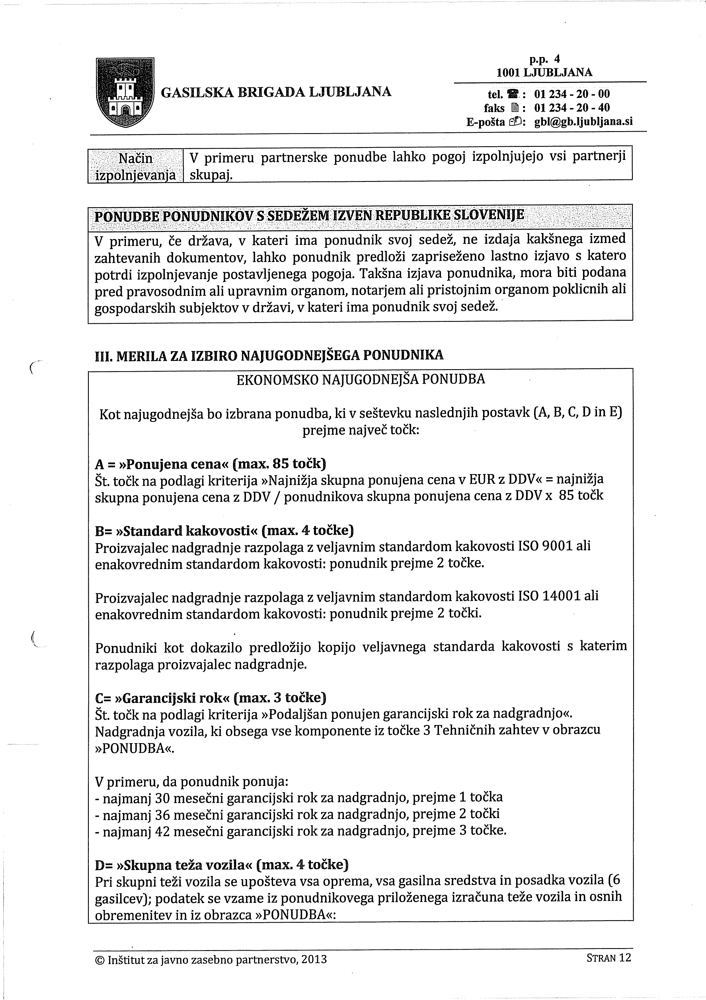 p.p. 4
1001 LJUBLJANA
GASILSKA BRIGADA LJUBLJANA
tel. ☎ : 01 234 - 20 - 00
faks : 01 234 - 20 - 40
E-pošta : gbl@gb.ljubljana.si
Način izpolnjevanja
V primeru partnerske ponudbe lahko pogoj izpolnjujejo vsi partnerji
skupaj.
PONUDBE PONUDNIKOV S SEDEŽEM IZVEN REPUBLIKE SLOVENIJE
V primeru, če država, v kateri ima ponudnik svoj sedež, ne izdaja kakšnega izmed
zahtevanih dokumentov, lahko ponudnik predloži zapriseženo lastno izjavo s katero
potrdi izpolnjevanje postavljenega pogoja. Takšna izjava ponudnika, mora biti podana
pred pravosodnim ali upravnim organom, notarjem ali pristojnim organom poklicnih ali
gospodarskih subjektov v državi, v kateri ima ponudnik svoj sedež.
III. MERILA ZA IZBIRO NAJUGODNEJŠEGA PONUDNIKA
EKONOMSKO NAJUGODNEJŠA PONUDBA
Kot najugodnejša bo izbrana ponudba, ki v seštevku naslednjih postavk (A, B, C, D in E)
prejme največ točk:
A = »Ponujena cena« (max. 85 točk)
Št. točk na podlagi kriterija »Najnižja skupna ponujena cena v EUR z DDV« = najnižja
skupna ponujena cena z DDV / ponudnikova skupna ponujena cena z DDV x 85 točk
B= »Standard kakovosti« (max. 4 točke)
Proizvajalec nadgradnje razpolaga z veljavnim standardom kakovosti ISO 9001 ali
enakovrednim standardom kakovosti: ponudnik prejme 2 točke.
Proizvajalec nadgradnje razpolaga z veljavnim standardom kakovosti ISO 14001 ali
enakovrednim standardom kakovosti: ponudnik prejme 2 točki.
Ponudniki kot dokazilo predložijo kopijo veljavnega standarda kakovosti s katerim
razpolaga proizvajalec nadgradnje.
C= »Garancijski rok« (max. 3 točke)
Št. točk na podlagi kriterija »Podaljšan ponujen garancijski rok za nadgradnjo«.
Nadgradnja vozila, ki obsega vse komponente iz točke 3 Tehničnih zahtev v obrazcu
»PONUDBA«.
V primeru, da ponudnik ponuja:
- najmanj 30 mesečni garancijski rok za nadgradnjo, prejme 1 točka
- najmanj 36 mesečni garancijski rok za nadgradnjo, prejme 2 točki
- najmanj 42 mesečni garancijski rok za nadgradnjo, prejme 3 točke.
D= »Skupna teža vozila« (max. 4 točke)
Pri skupni teži vozila se upošteva vsa oprema, vsa gasilna sredstva in posadka vozila (6
gasilcev); podatek se vzame iz ponudnikovega priloženega izračuna teže vozila in osnih
obremenitev in iz obrazca »PONUDBA«:
© Inštitut za javno zasebno partnerstvo, 2013
STRAN 12